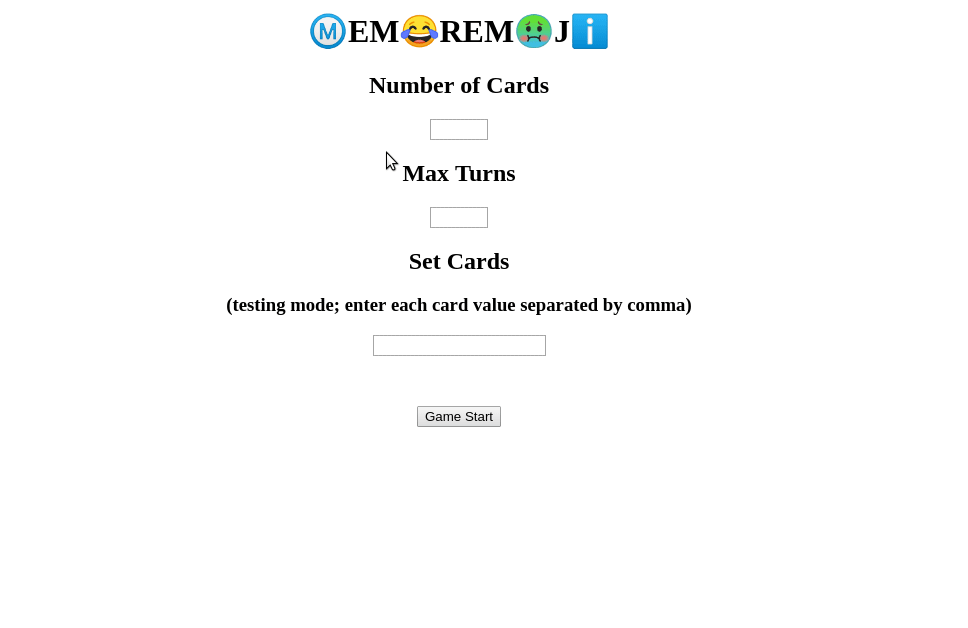 Ⓜ️EM😂REM🤢Jℹ️
Number of Cards
Max Turns
Set Cards
(testing mode; enter each card value separated by comma)
Game Start